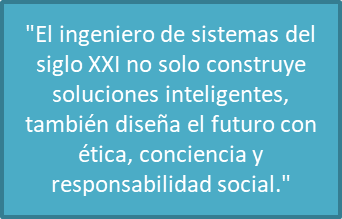 "El ingeniero de sistemas del
siglo XXI no solo construye
soluciones inteligentes,
también diseña el futuro con
ética, conciencia y
responsabilidad social."